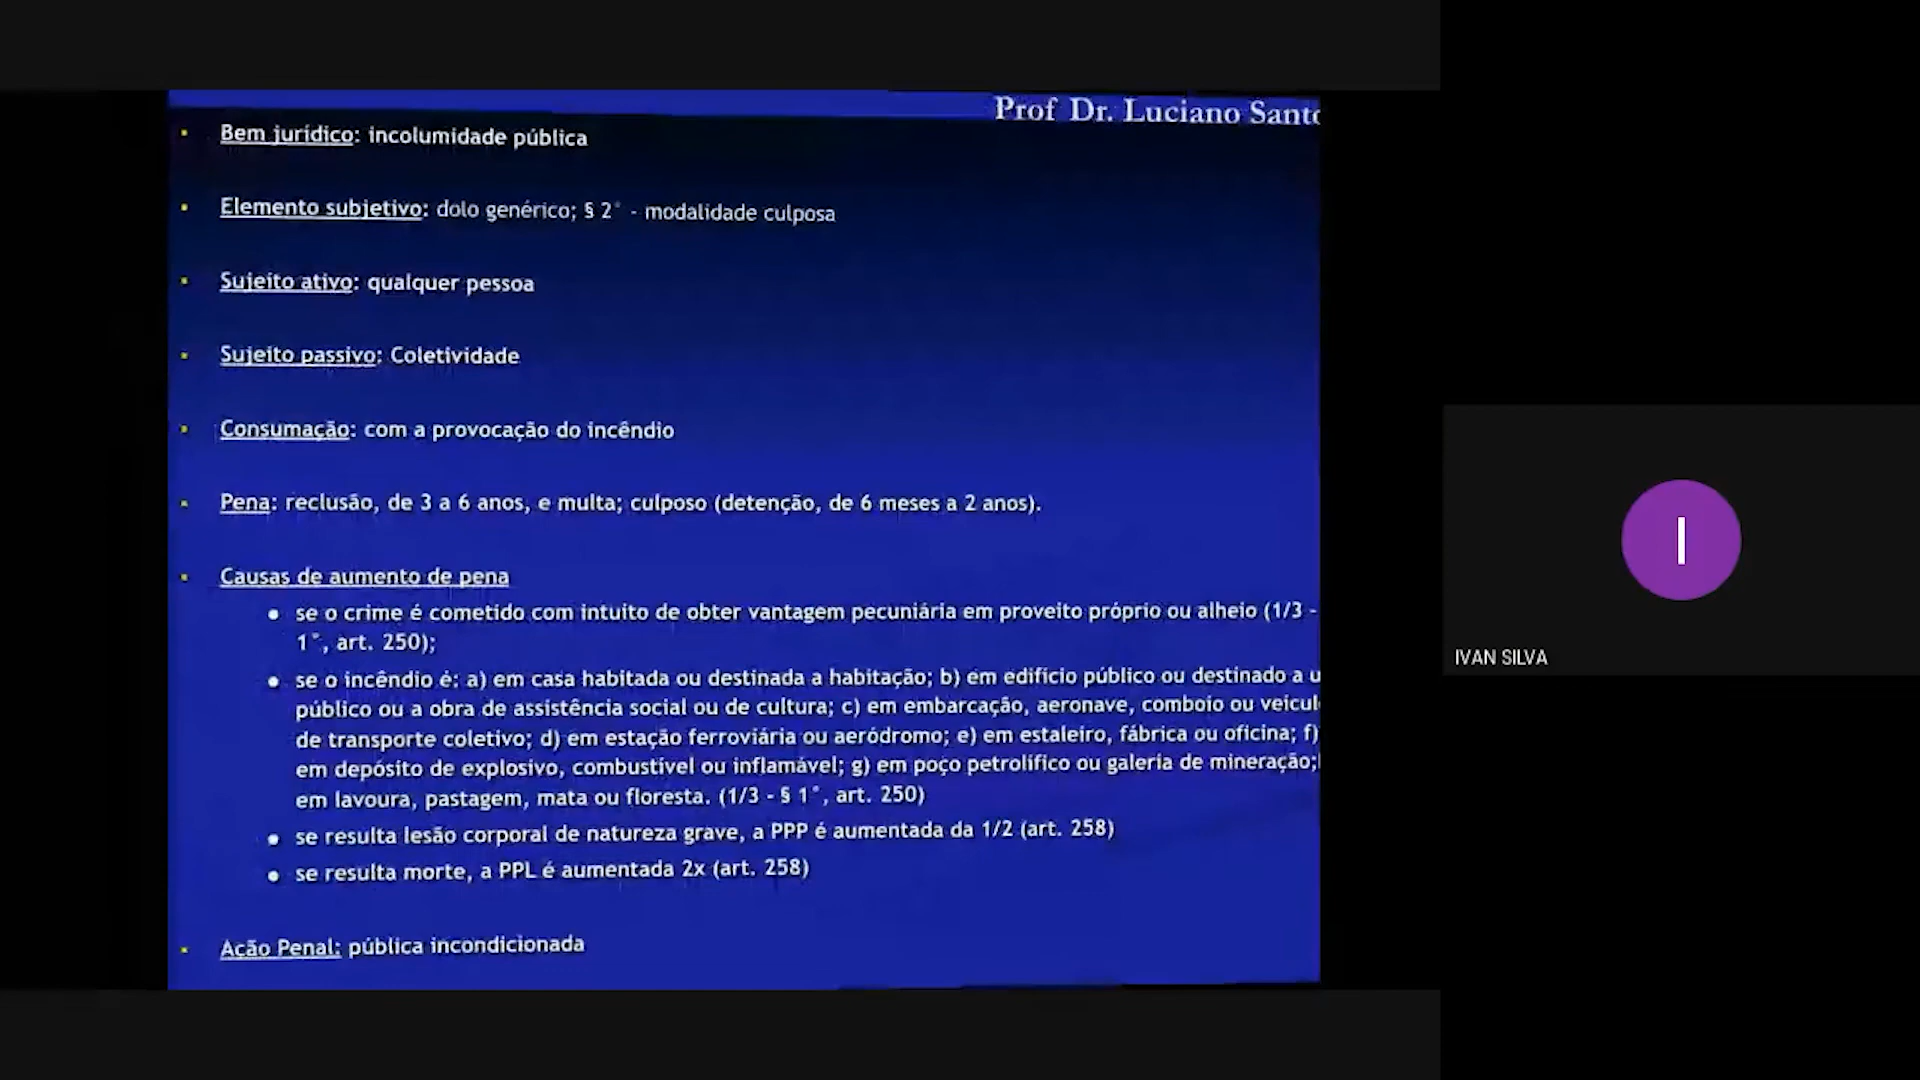 Prof Dr. Luciano Santo
Bem jurídico: incolumidade pública
Elemento subjetivo: dolo genérico; § 2° - modalidade culposa
Sujeito ativo: qualquer pessoa
Sujeito passivo: Coletividade
Consumação: com a provocação do incêndio
Pena: reclusão, de 3 a 6 anos, e multa; culposo (detenção, de 6 meses a 2 anos).
Causas de aumento de pena
se o crime é cometido com intuito de obter vantagem pecuniária em proveito próprio ou alheio (1/3 -
1°, art. 250);
se o incêndio é: a) em casa habitada ou destinada a habitação; b) em edifício público ou destinado a u
público ou a obra de assistência social ou de cultura; c) em embarcação, aeronave, comboio ou veícul
de transporte coletivo; d) em estação ferroviária ou aeródromo; e) em estaleiro, fábrica ou oficina; f)
em depósito de explosivo, combustível ou inflamável; g) em poço petrolífico ou galeria de mineração;
em lavoura, pastagem, mata ou floresta. (1/3 - § 1°, art. 250)
se resulta lesão corporal de natureza grave, a PPP é aumentada da 1/2 (art. 258)
se resulta morte, a PPL é aumentada 2x (art. 258)
Ação Penal: pública incondicionada
I
IVAN SILVA